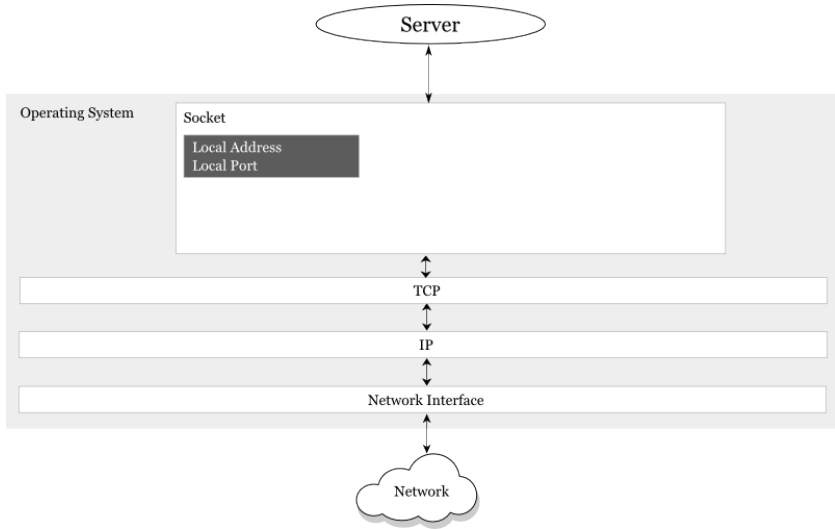 Server
Operating System
Socket
Local Address
Local Port
TCP
IP
Network Interface
Network